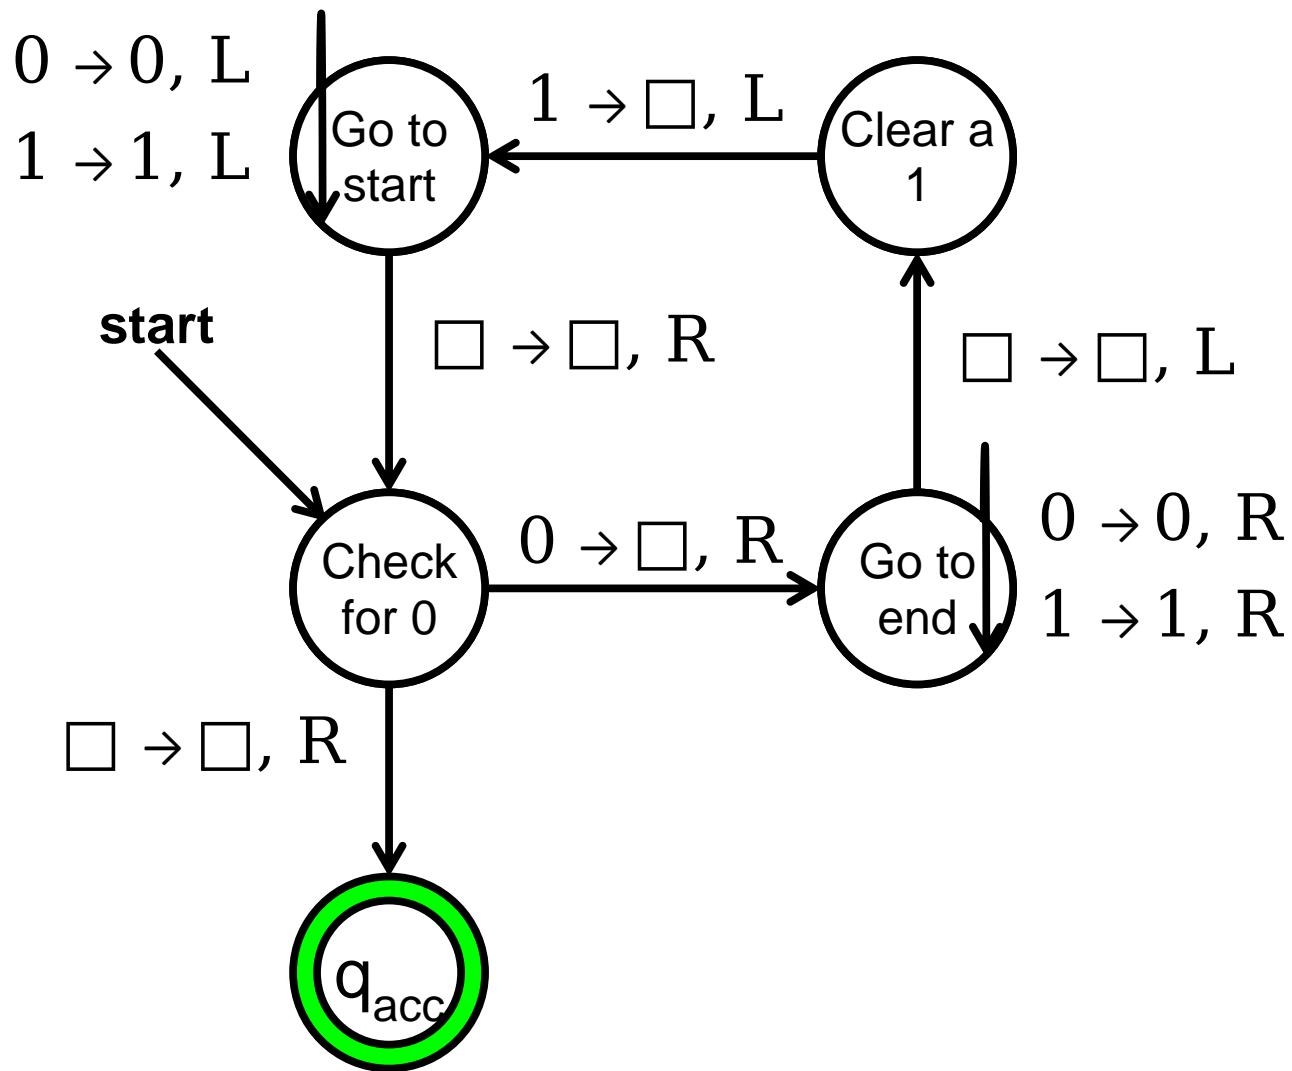 0 → 0, L
1 → 1, L
Go to
start
1 → □, L
Clear a
1
start
□ → □, R
□ → □, L
Check
for 0
0 → □, R
Go to
end
0 → 0, R
1 → 1, R
□ → □, R
qacc